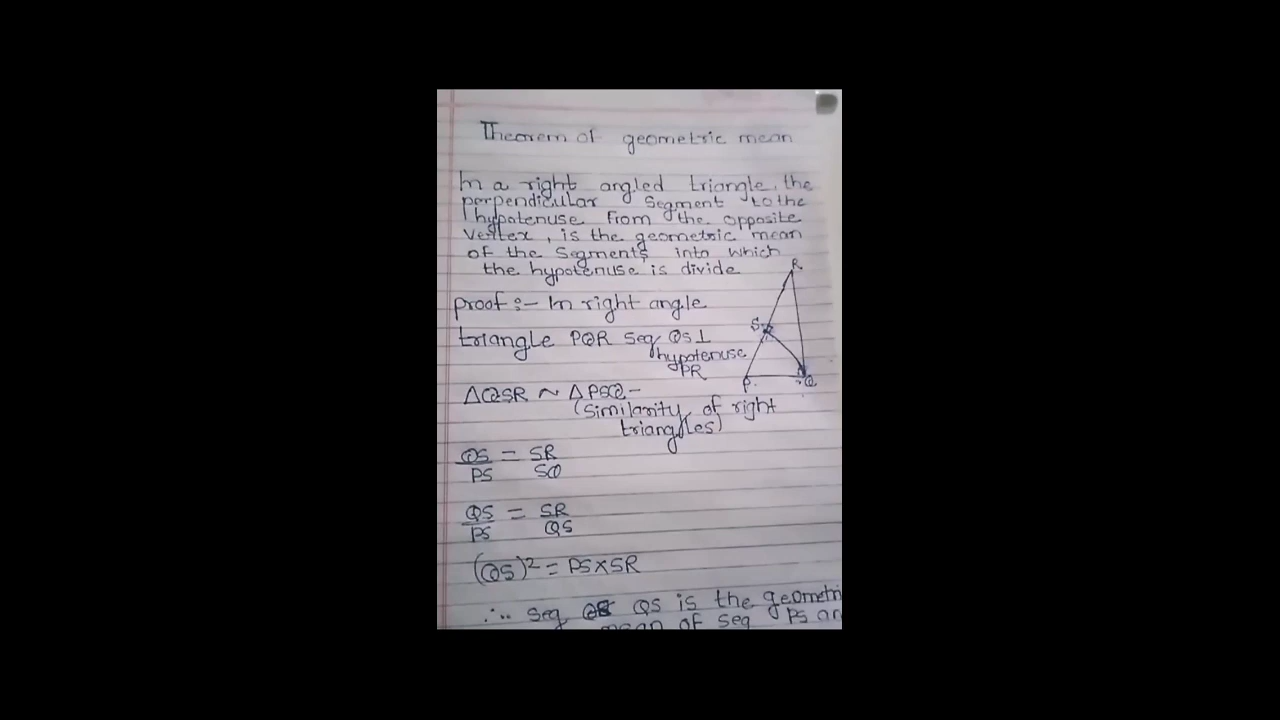 Theorem of geometric mean
In a right angled triangle, the
perpendicular segment to the
hypotenuse from the opposite
vertex, is the geometric mean
of the segments into which
the hypotenuse is divide
R
proof :- In right angle
S
triangle PQR seg QS⊥
hypotenuse
PR
P
Q
△QSR ~ △PSQ -
(similarity of right
triangles)
QS = SR
PS SQ
QS = SR
PS QS
(QS)² = PS×SR
∴ seg QS is the geometri
mean of seg PS an